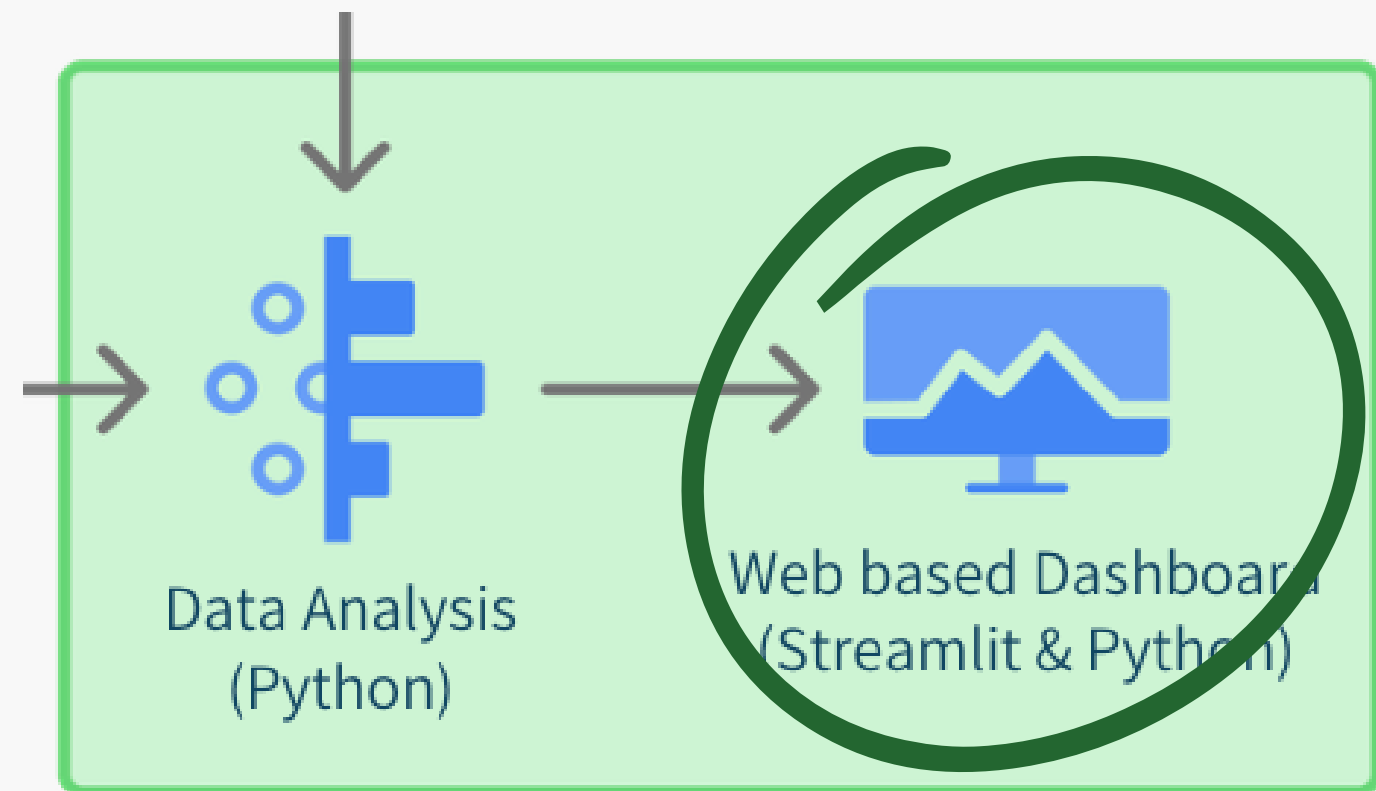 Data Analysis
(Python)
Web based Dashboard
(Streamlit & Python)